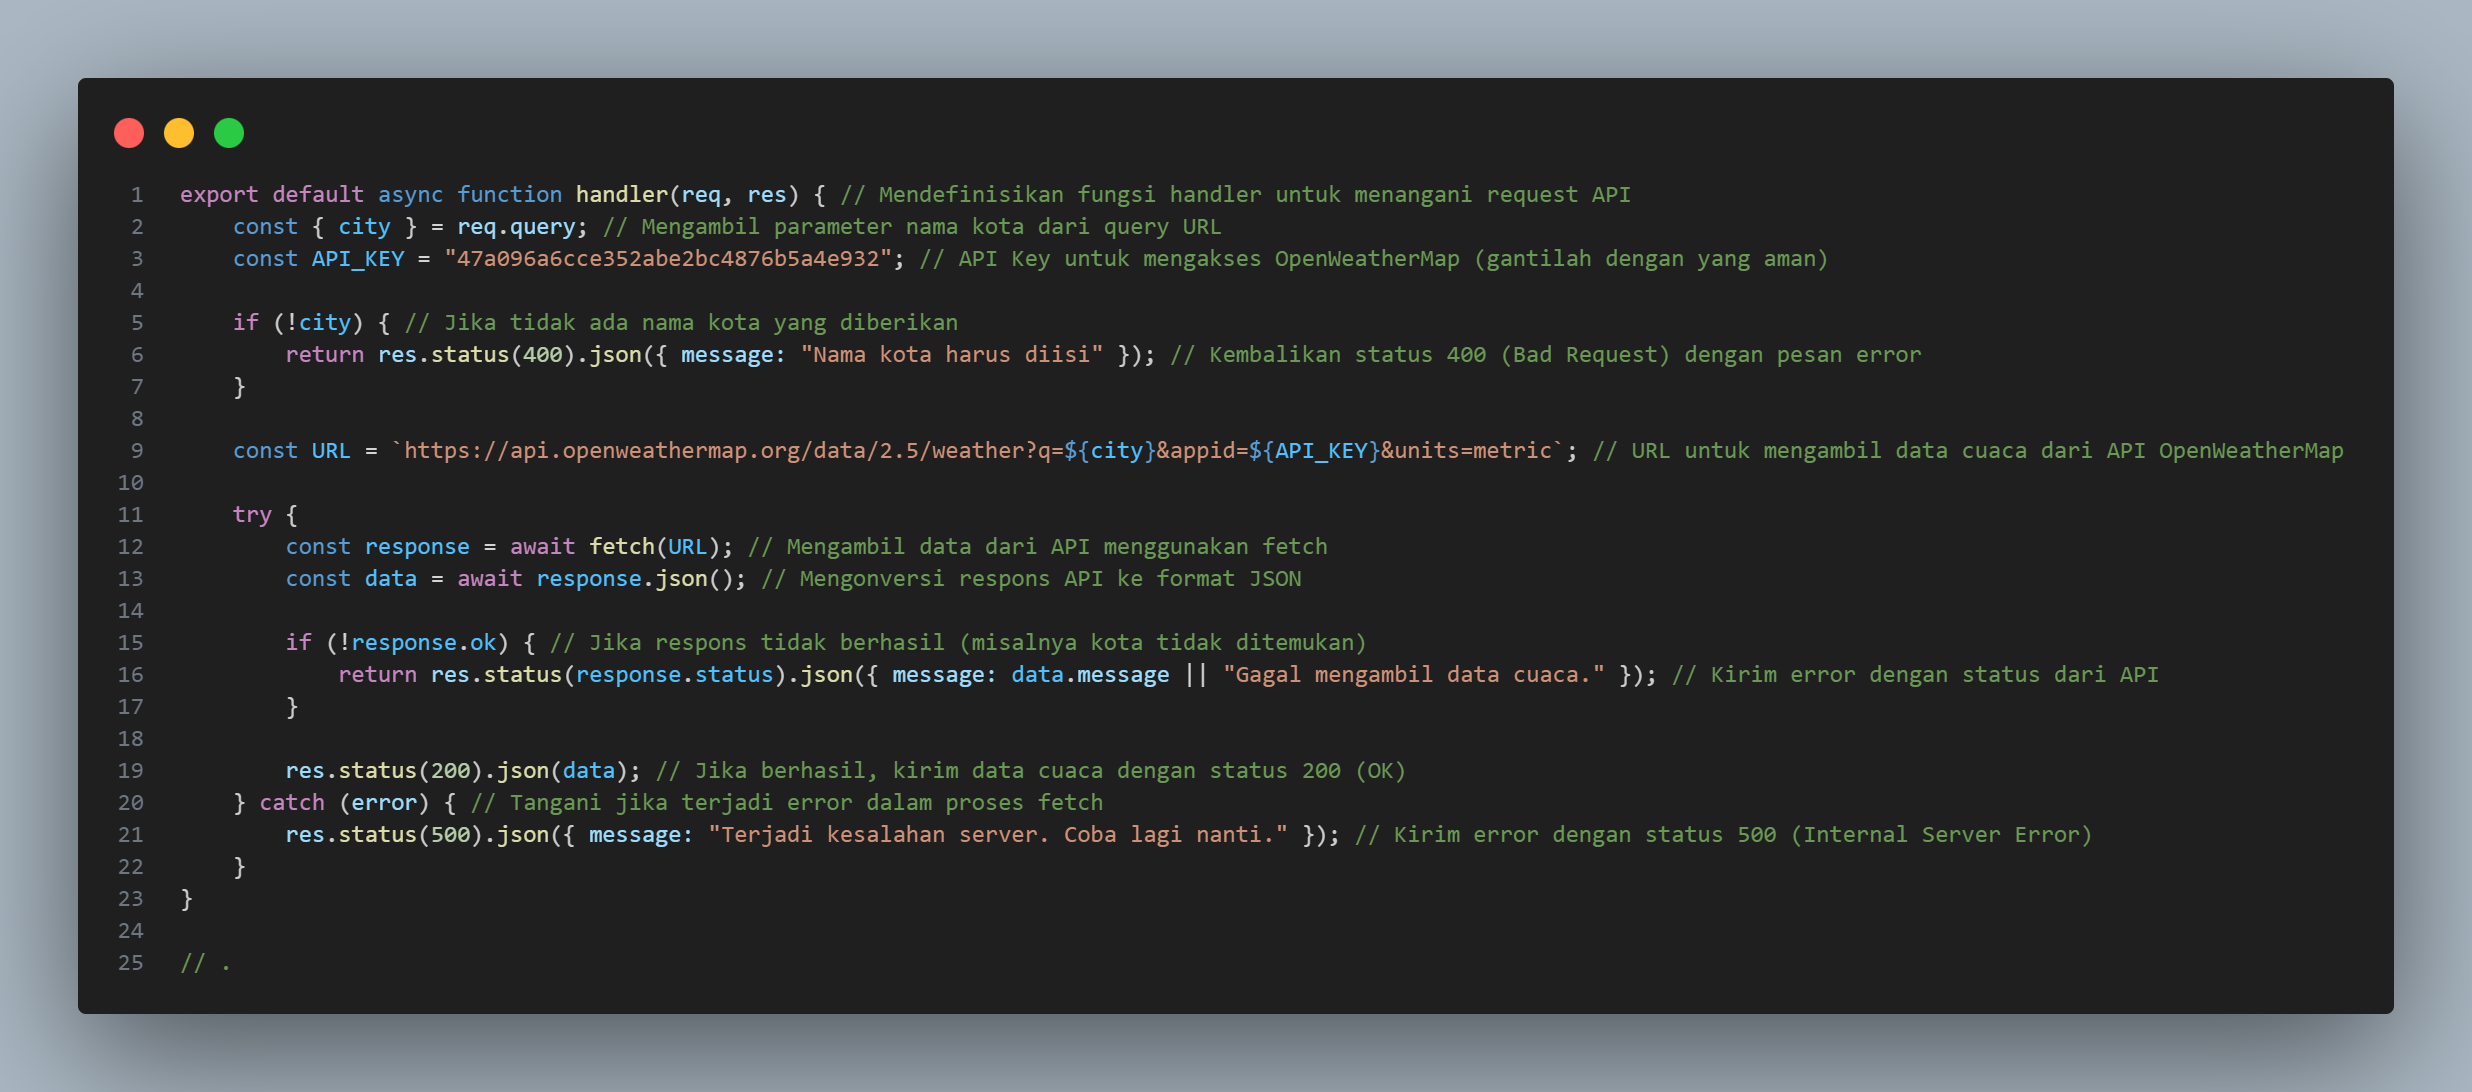 1 export default async function handler(req, res) { // Mendefinisikan fungsi handler untuk menangani request API
2     const { city } = req.query; // Mengambil parameter nama kota dari query URL
3     const API_KEY = "47a096a6cce352abe2bc4876b5a4e932"; // API Key untuk mengakses OpenWeatherMap (gantilah dengan yang aman)
4
5     if (!city) { // Jika tidak ada nama kota yang diberikan
6         return res.status(400).json({ message: "Nama kota harus diisi" }); // Kembalikan status 400 (Bad Request) dengan pesan error
7     }
8
9     const URL = `https://api.openweathermap.org/data/2.5/weather?q=${city}&appid=${API_KEY}&units=metric`; // URL untuk mengambil data cuaca dari API OpenWeatherMap
10
11     try {
12         const response = await fetch(URL); // Mengambil data dari API menggunakan fetch
13         const data = await response.json(); // Mengonversi respons API ke format JSON
14
15         if (!response.ok) { // Jika respons tidak berhasil (misalnya kota tidak ditemukan)
16             return res.status(response.status).json({ message: data.message || "Gagal mengambil data cuaca." }); // Kirim error dengan status dari API
17         }
18
19         res.status(200).json(data); // Jika berhasil, kirim data cuaca dengan status 200 (OK)
20     } catch (error) { // Tangani jika terjadi error dalam proses fetch
21         res.status(500).json({ message: "Terjadi kesalahan server. Coba lagi nanti." }); // Kirim error dengan status 500 (Internal Server Error)
22     }
23 }
24
25 // .